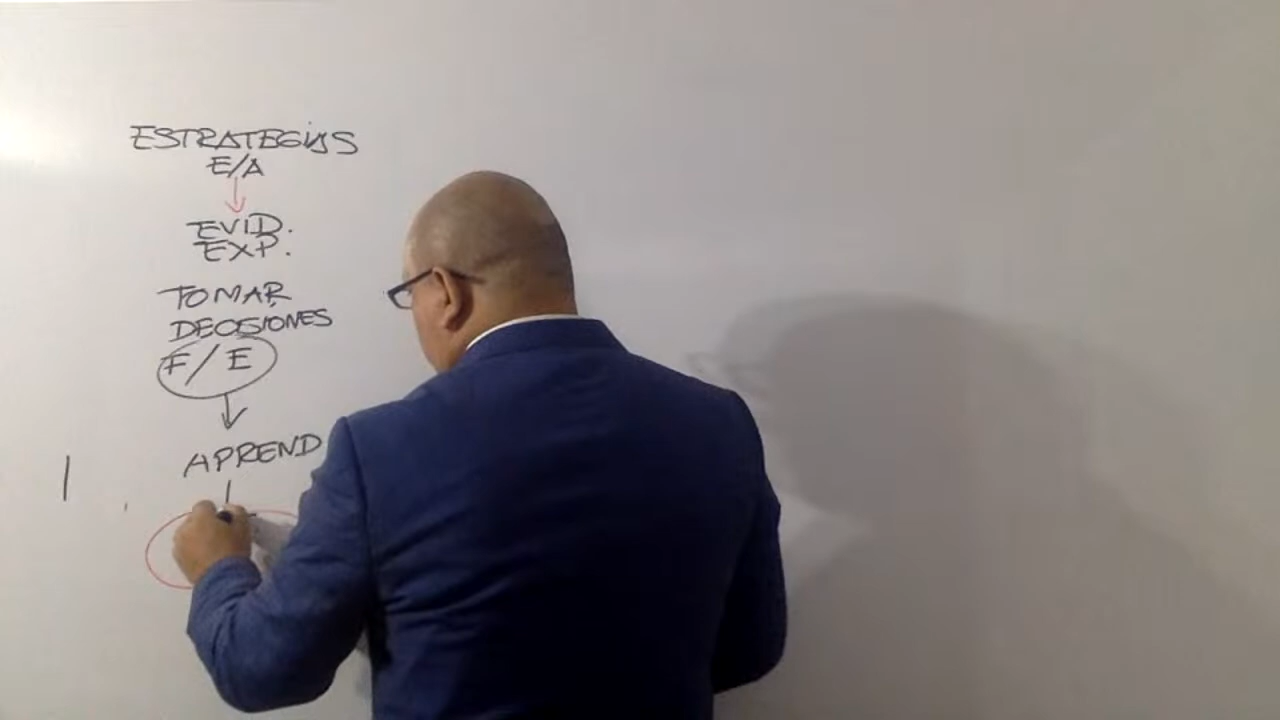 ESTRATEGIAS
E/A
EVID.
EXP.
TOMAR
DECISIONES
F/E
APREND